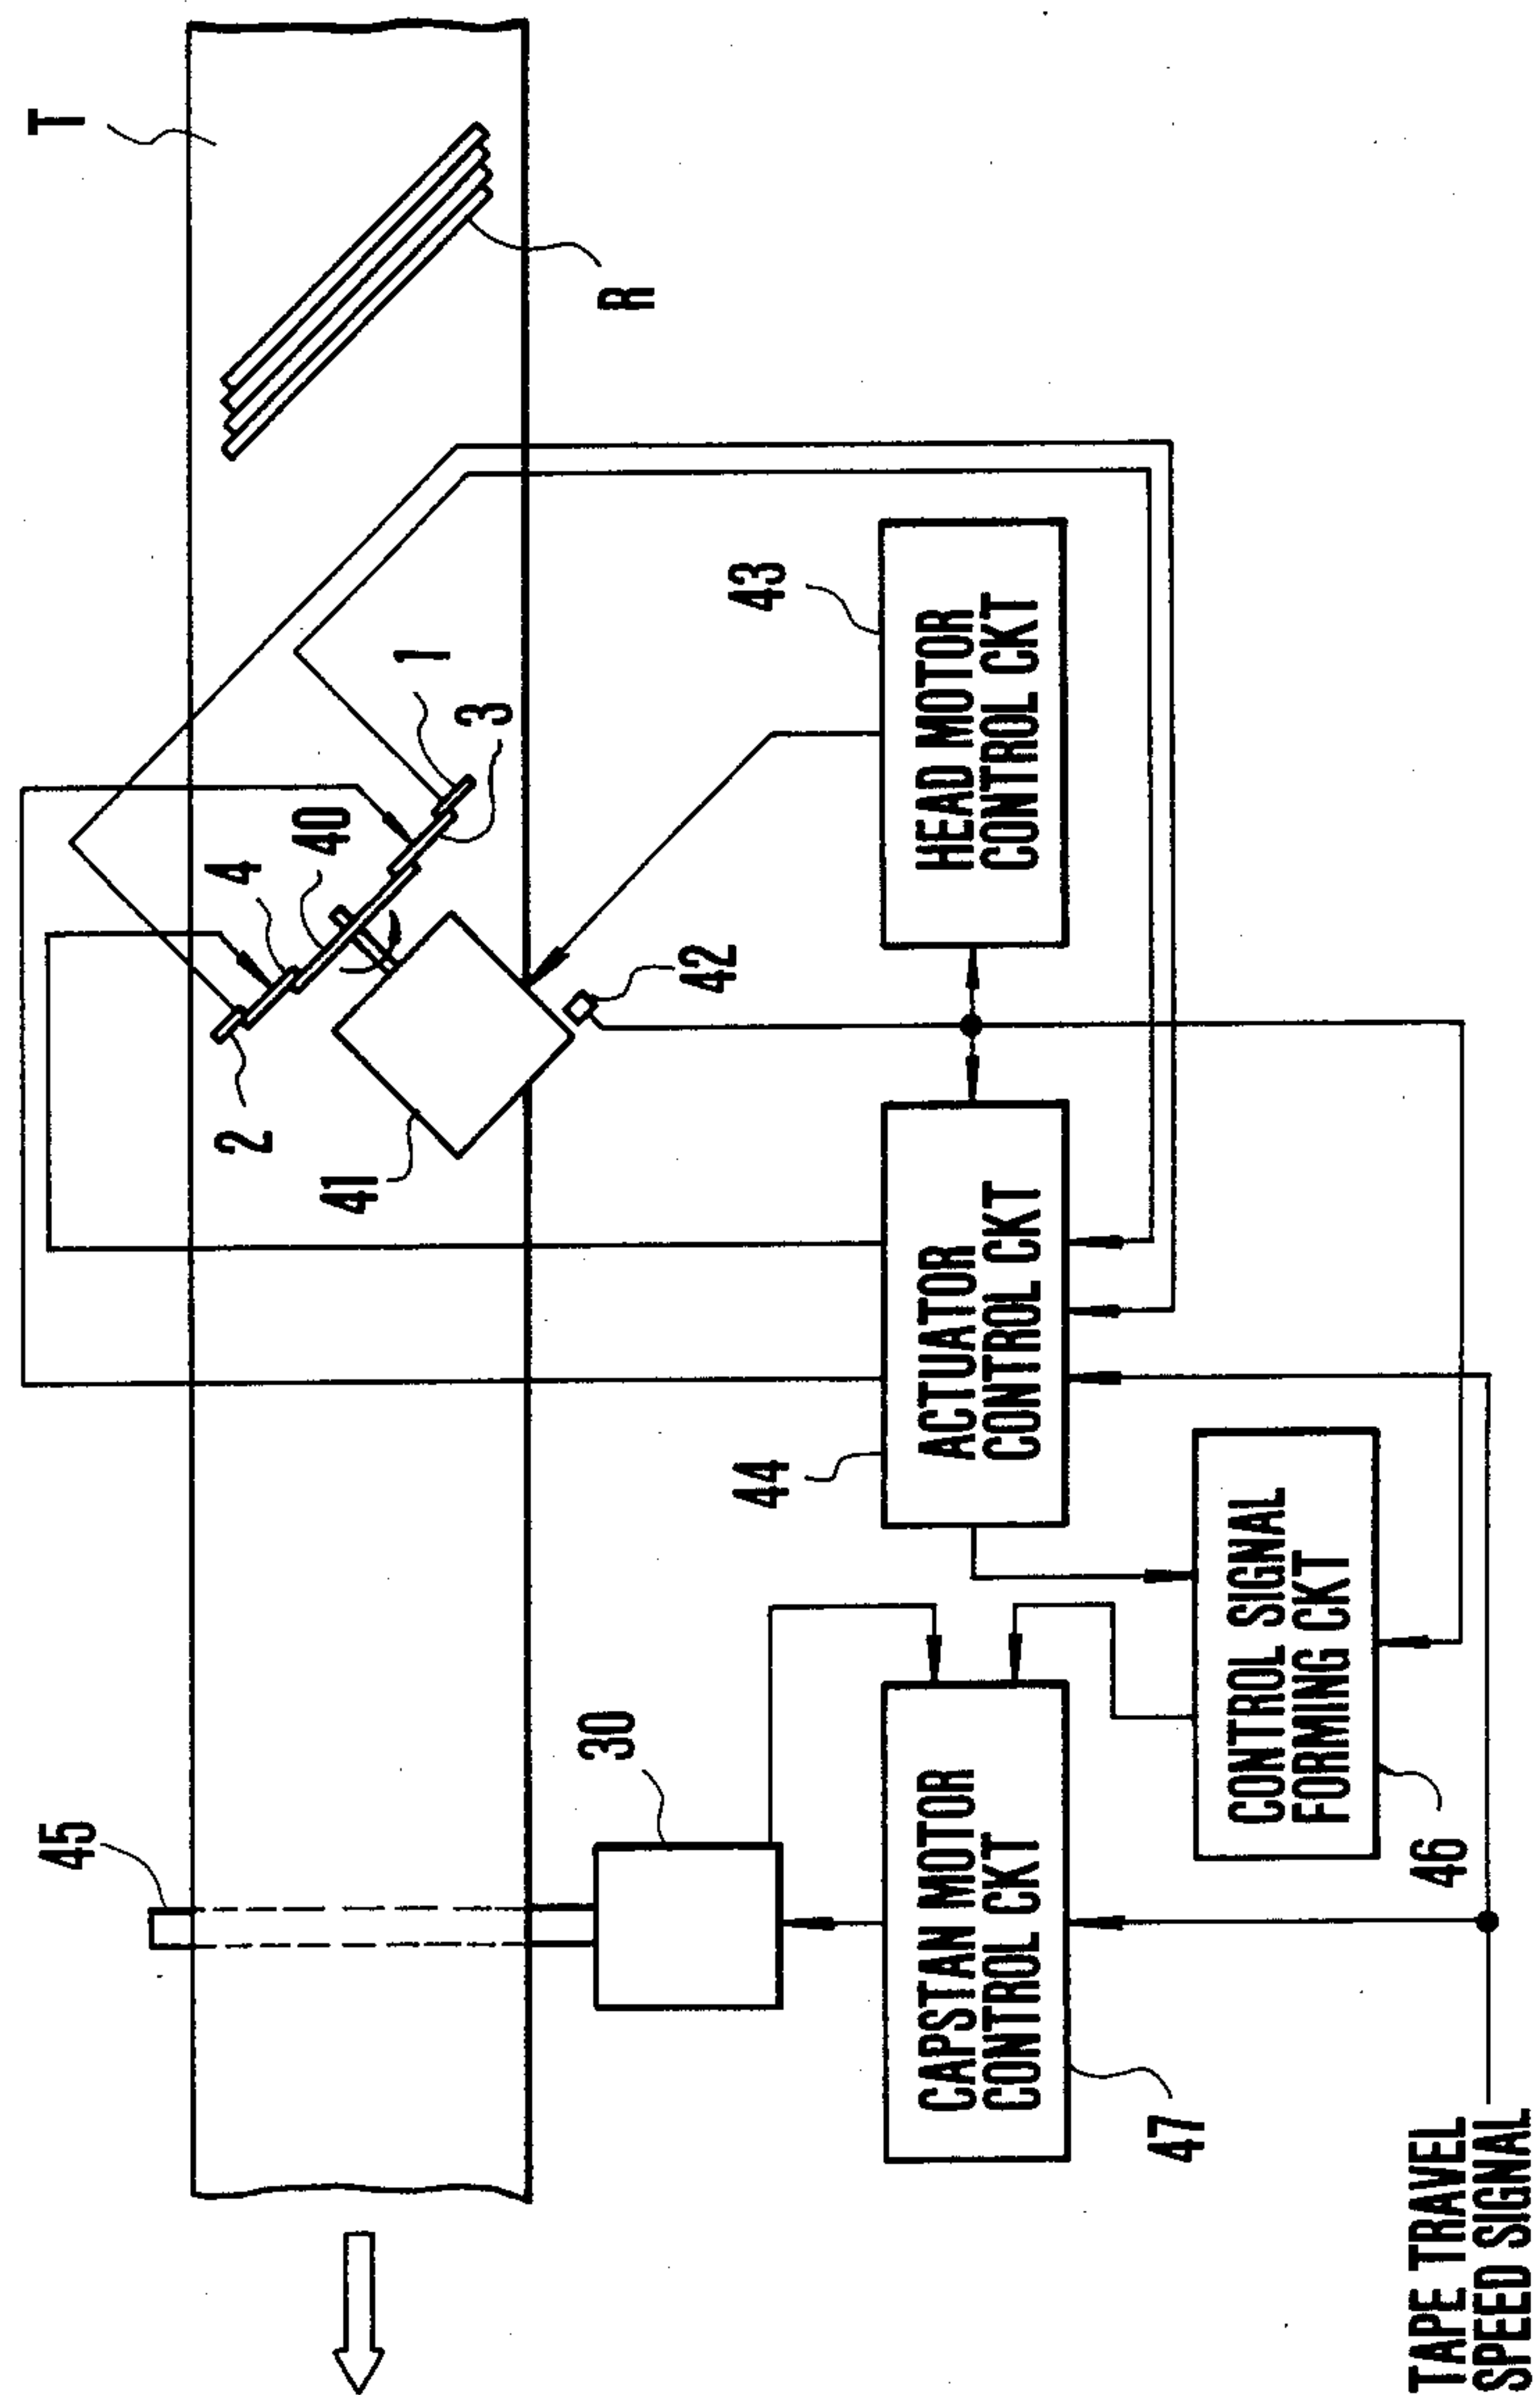 T
R
1
3
40
4
2
41
42
43
HEAD MOTOR
CONTROL CKT
44
ACTUATOR
CONTROL CKT
45
30
CAPSTAN MOTOR
CONTROL CKT
47
CONTROL SIGNAL
FORMING CKT
46
TAPE TRAVEL
SPEED SIGNAL